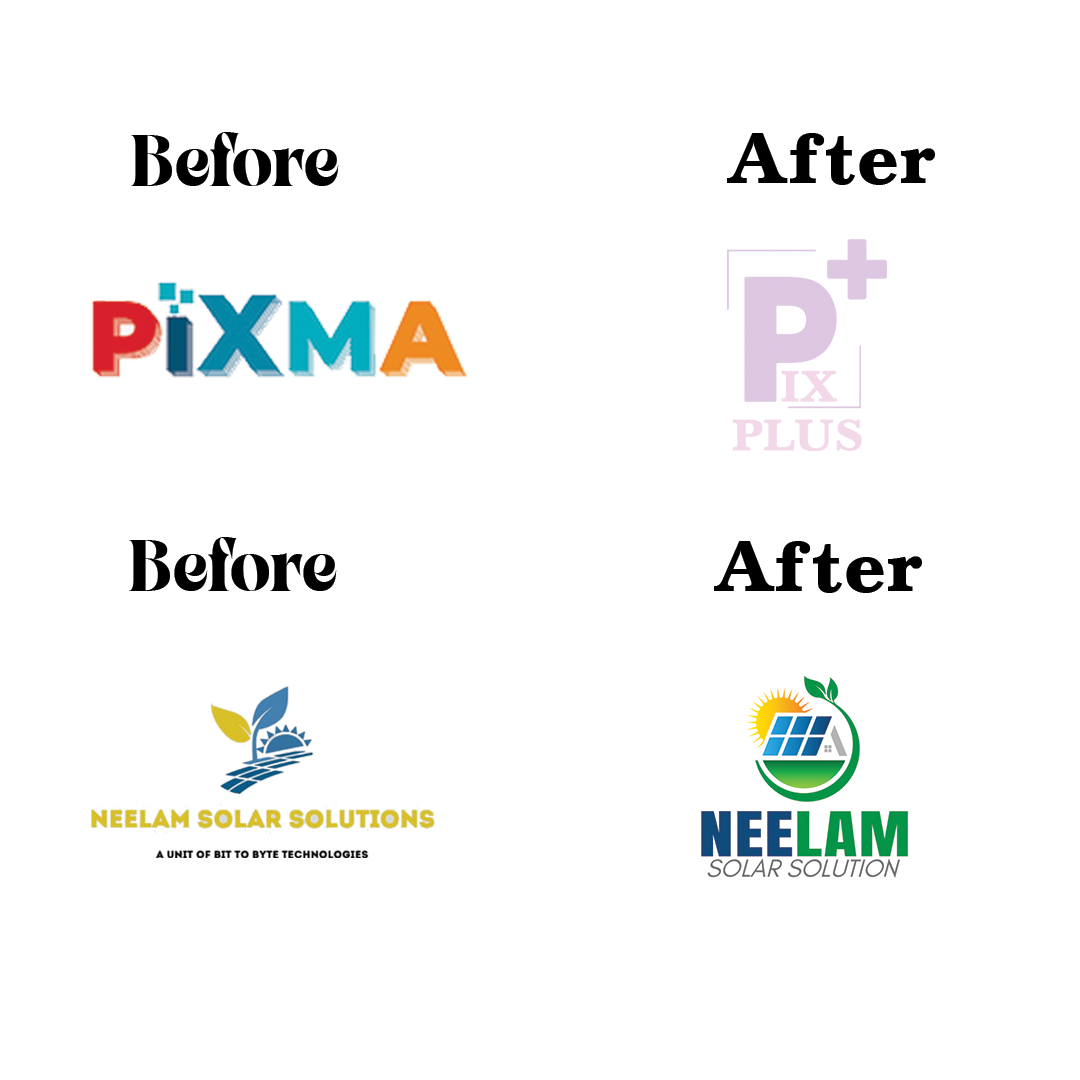 Before
After
PiXMA
P+
IX
PLUS
Before
After
NEELAM SOLAR SOLUTIONS
A UNIT OF BIT TO BYTE TECHNOLOGIES
NEELAM
SOLAR SOLUTION